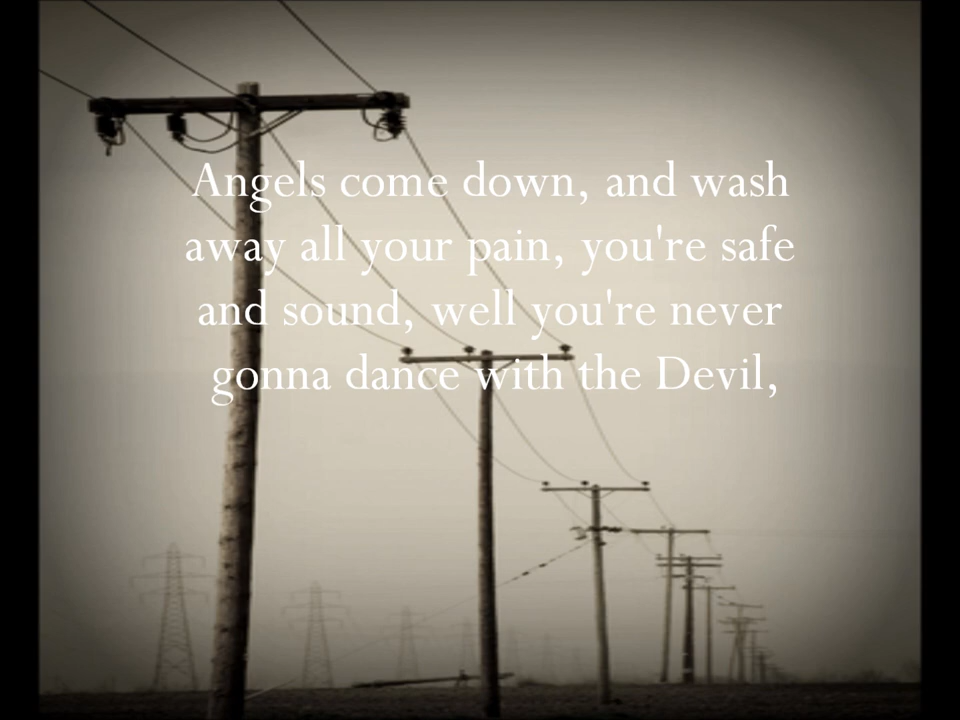 Angels come down, and wash
away all your pain, you're safe
and sound, well you're never
gonna dance with the Devil,